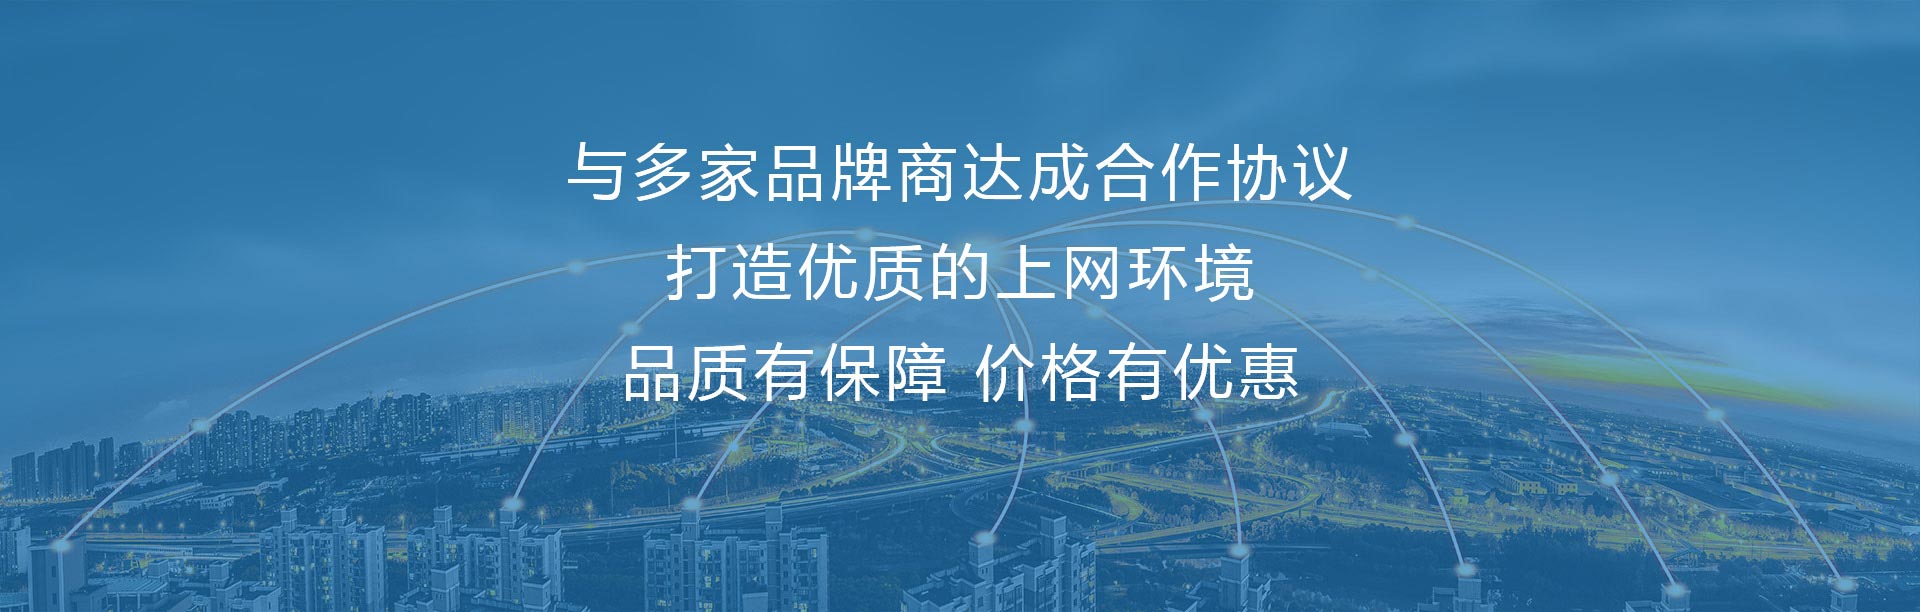 与多家品牌商达成合作协议
打造优质的上网环境
品质有保障 价格有优惠